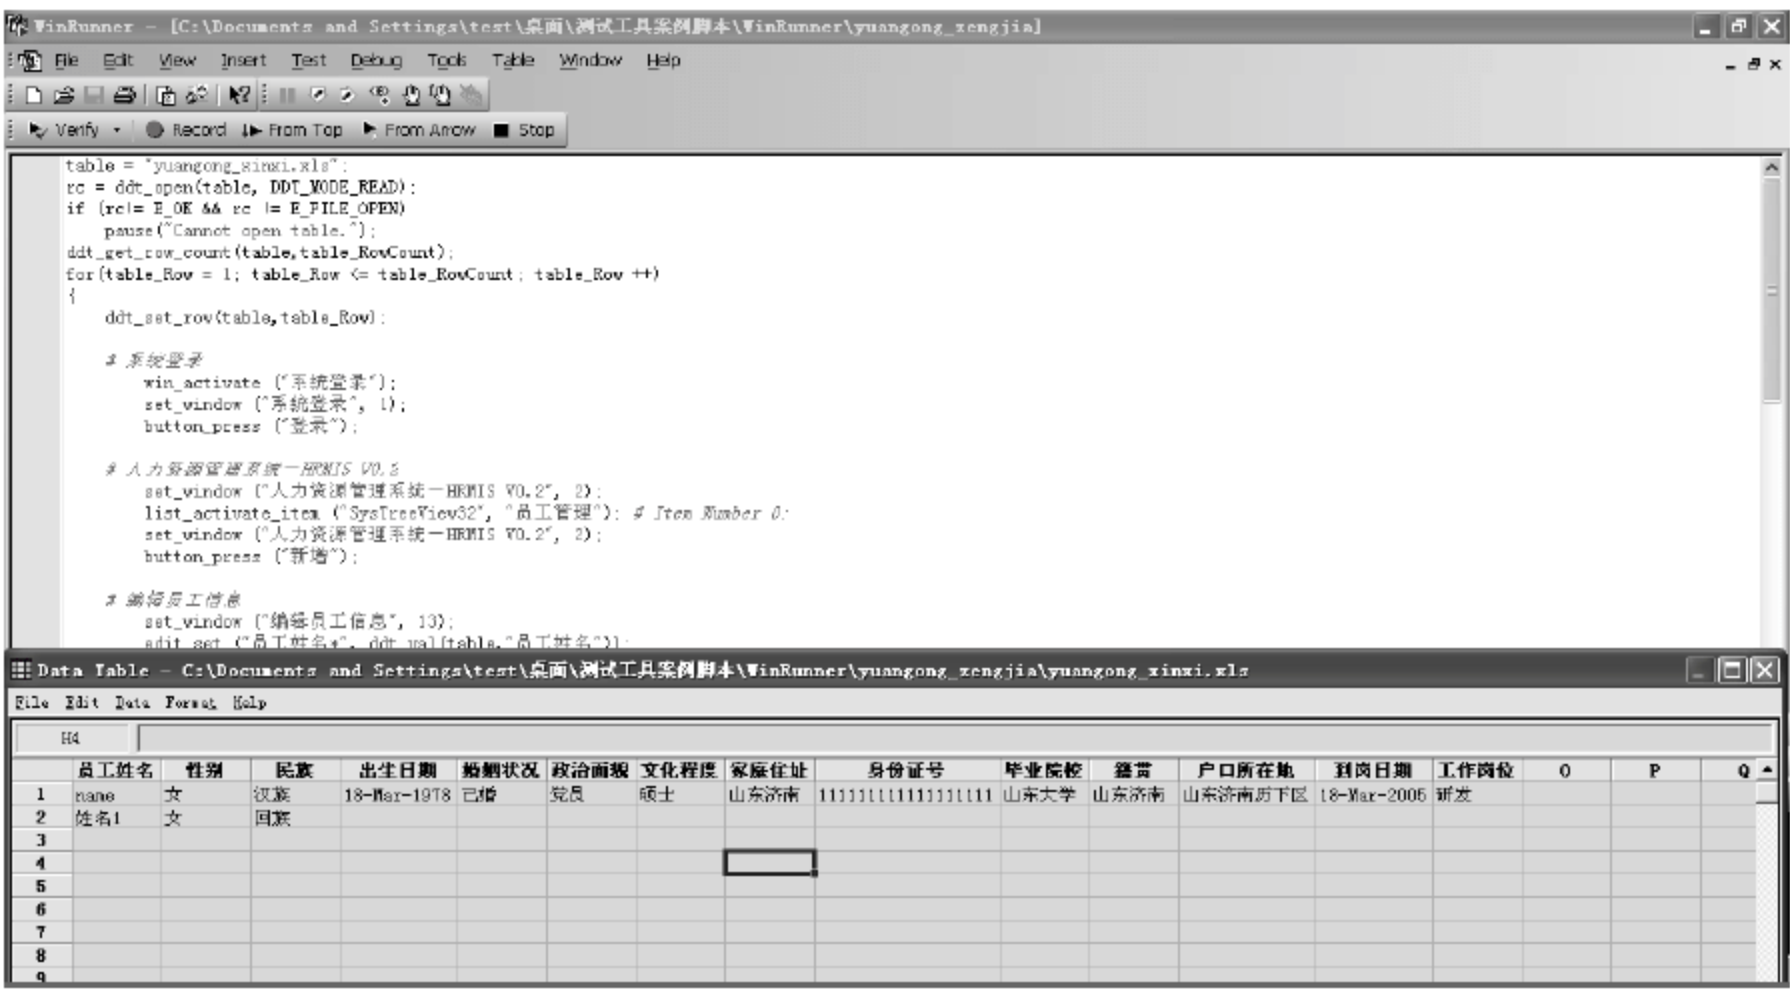 WinRunner - [C:\Documents and Settings\test\桌面\测试工具案例脚本\WinRunner\yuangong_zengjia]
File Edit View Insert Test Debug Tools Table Window Help
Verify Record From Top From Arrow Stop
table = "yuangong_xinxi.xls";
rc = ddt_open(table, DDT_MODE_READ);
if (rc!= E_OK && rc != E_FILE_OPEN)
pause("Cannot open table.");
ddt_get_row_count(table,table_RowCount);
for(table_Row = 1; table_Row <= table_RowCount; table_Row ++)
{
ddt_set_row(table,table_Row);
# 系统登录
win_activate ("系统登录");
set_window ("系统登录", 1);
button_press ("登录");
# 人力资源管理系统—HRMIS V0.2
set_window ("人力资源管理系统—HRMIS V0.2", 2);
list_activate_item ("SysTreeView32", "员工管理"); # Item Number 0;
set_window ("人力资源管理系统—HRMIS V0.2", 2);
button_press ("新增");
# 编辑员工信息
set_window ("编辑员工信息", 13);
edit_set ("员工姓名*", ddt_val(table,"员工姓名"));
Data Table - C:\Documents and Settings\test\桌面\测试工具案例脚本\WinRunner\yuangong_zengjia\yuangong_xinxi.xls
File Edit Data Format Help
H4
员工姓名 性别 民族 出生日期 婚姻状况 政治面貌 文化程度 家庭住址 身份证号 毕业院校 籍贯 户口所在地 到岗日期 工作岗位 O P Q
1 name 女 汉族 18-Mar-1978 已婚 党员 硕士 山东济南 111111111111111111 山东大学 山东济南 山东济南历下区 18-Mar-2005 研发
2 姓名1 女 回族
3
4
5
6
7
8
9